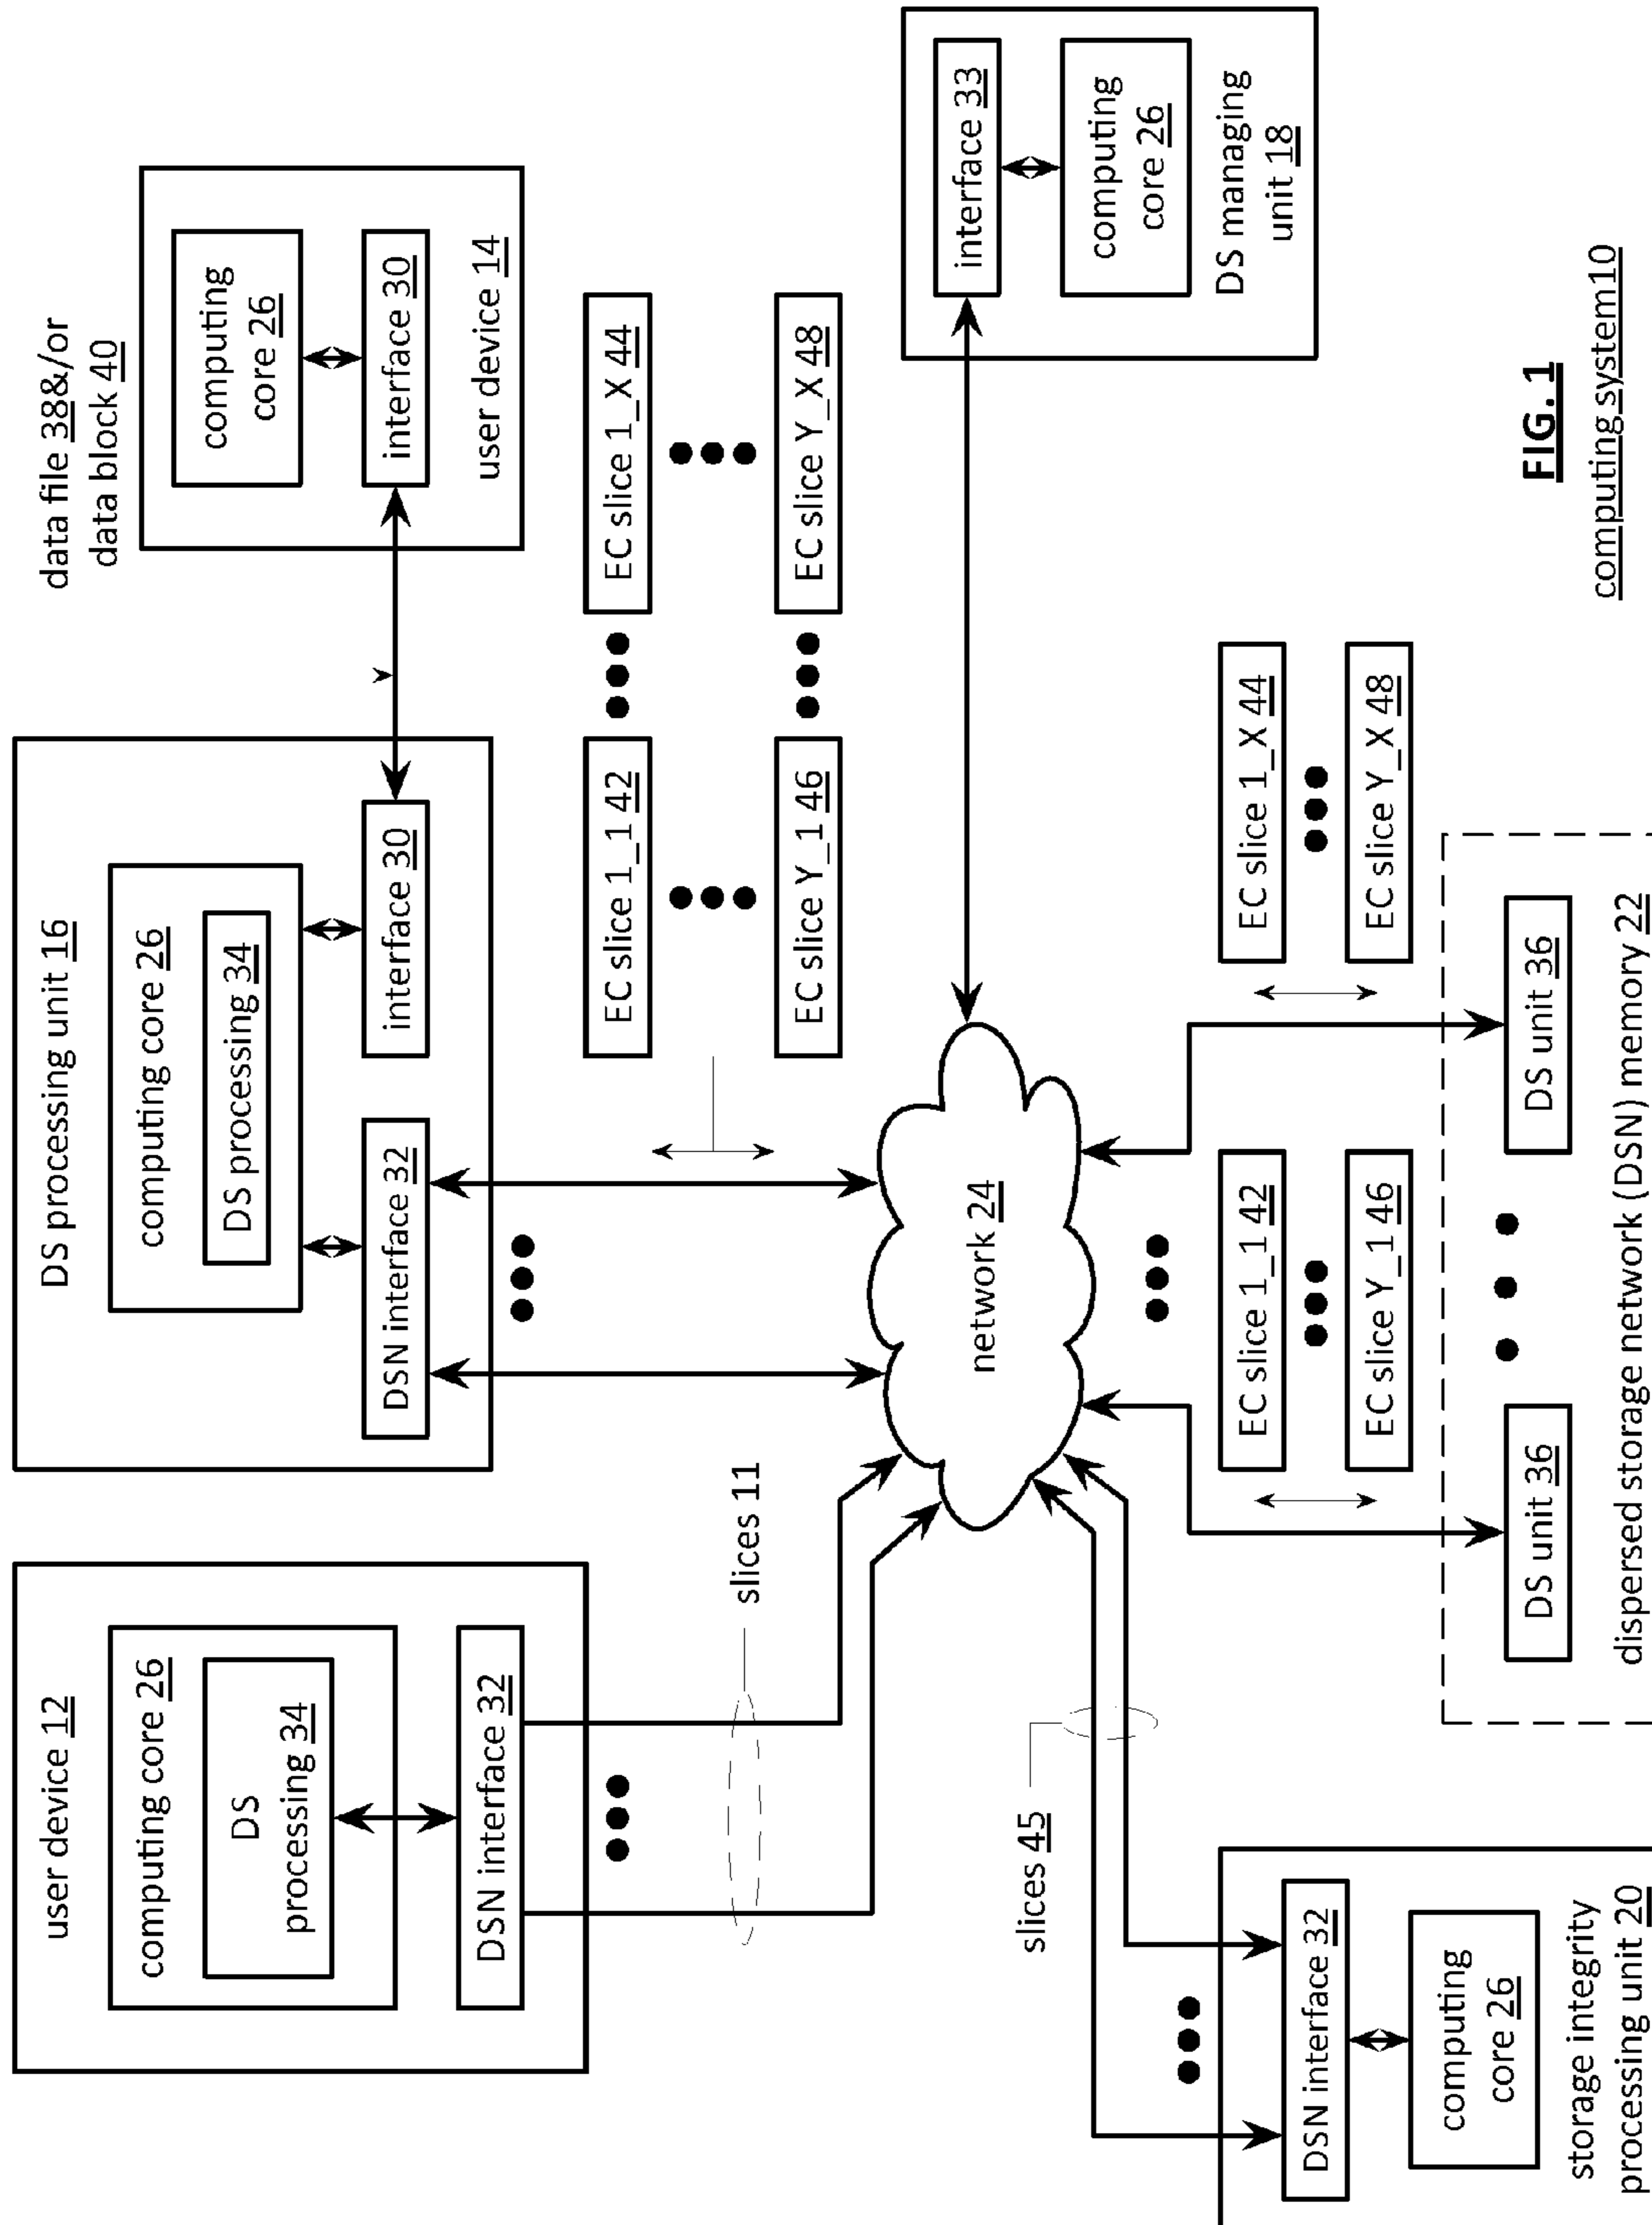 user device 12
computing core 26
DS
processing 34
DSN interface 32
slices 11
DS processing unit 16
computing core 26
DS processing 34
DSN interface 32
interface 30
data file 38&/or
data block 40
computing
core 26
interface 30
user device 14
EC slice 1_1 42
EC slice 1_X 44
EC slice Y_1 46
EC slice Y_X 48
network 24
interface 33
computing
core 26
DS managing
unit 18
slices 45
DSN interface 32
computing
core 26
storage integrity
processing unit 20
EC slice 1_1 42
EC slice Y_1 46
EC slice 1_X 44
EC slice Y_X 48
DS unit 36
DS unit 36
dispersed storage network (DSN) memory 22
FIG. 1
computing system10